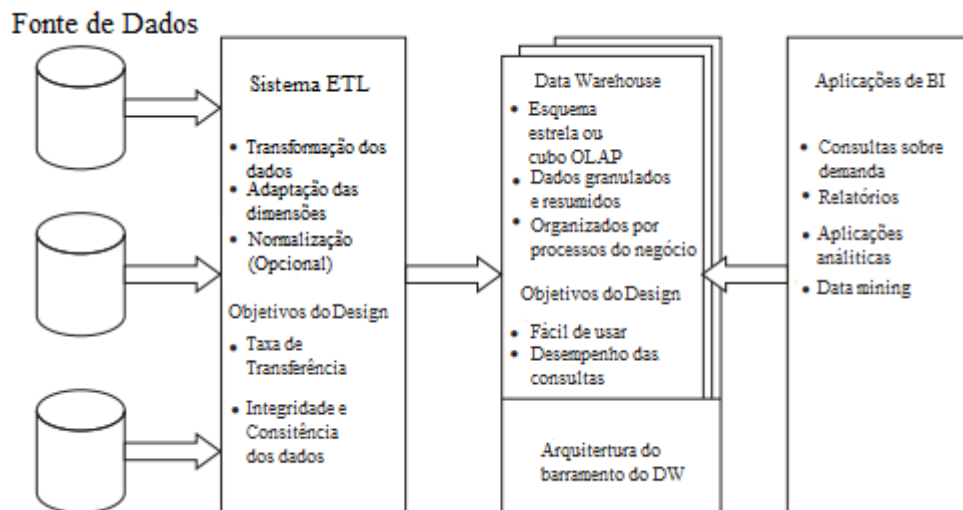 Fonte de Dados
Sistema ETL
• Transformação dos
dados
• Adaptação das
dimensões
• Normalização
(Opcional)
Objetivos do Design
• Taxa de
Transferência
• Integridade e
Consitência
dos dados
Data Warehouse
• Esquema
estrela ou
cubo OLAP
• Dados granulados
e resumidos
• Organizados por
processos do negócio
Objetivos do Design
• Fácil de usar
• Desempenho das
consultas
Arquitertura do
barramento do DW
Aplicações de BI
• Consultas sobre
demanda
• Relatórios
• Aplicações
análiticas
• Data mining